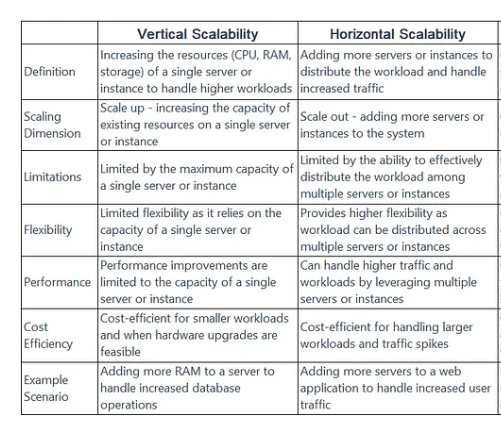 Vertical Scalability
Horizontal Scalability
Definition
Increasing the resources (CPU, RAM,
storage) of a single server or
instance to handle higher workloads
Adding more servers or instances to
distribute the workload and handle
increased traffic
Scaling
Dimension
Scale up - increasing the capacity of
existing resources on a single server
or instance
Scale out - adding more servers or
instances to the system
Limitations
Limited by the maximum capacity of
a single server or instance
Limited by the ability to effectively
distribute the workload among
multiple servers or instances
Flexibility
Limited flexibility as it relies on the
capacity of a single server or
instance
Provides higher flexibility as
workload can be distributed across
multiple servers or instances
Performance
Performance improvements are
limited to the capacity of a single
server or instance
Can handle higher traffic and
workloads by leveraging multiple
servers or instances
Cost
Efficiency
Cost-efficient for smaller workloads
and when hardware upgrades are
feasible
Cost-efficient for handling larger
workloads and traffic spikes
Example
Scenario
Adding more RAM to a server to
handle increased database
operations
Adding more servers to a web
application to handle increased user
traffic